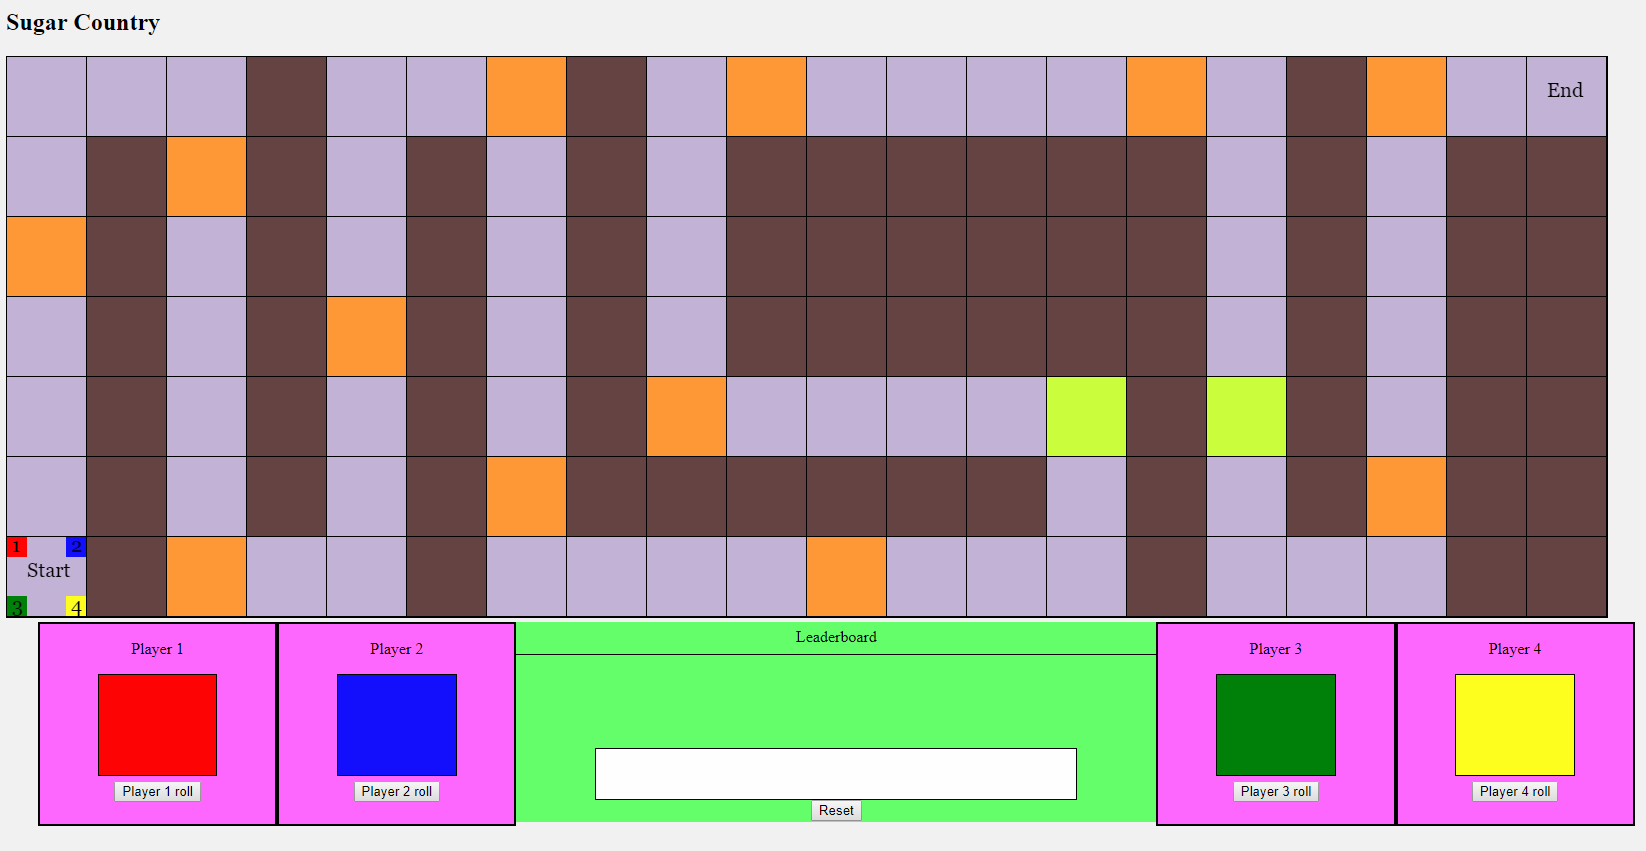 Sugar Country
End
1 2
Start
3 4
Player 1
Player 2
Leaderboard
Player 3
Player 4
Player 1 roll
Player 2 roll
Reset
Player 3 roll
Player 4 roll